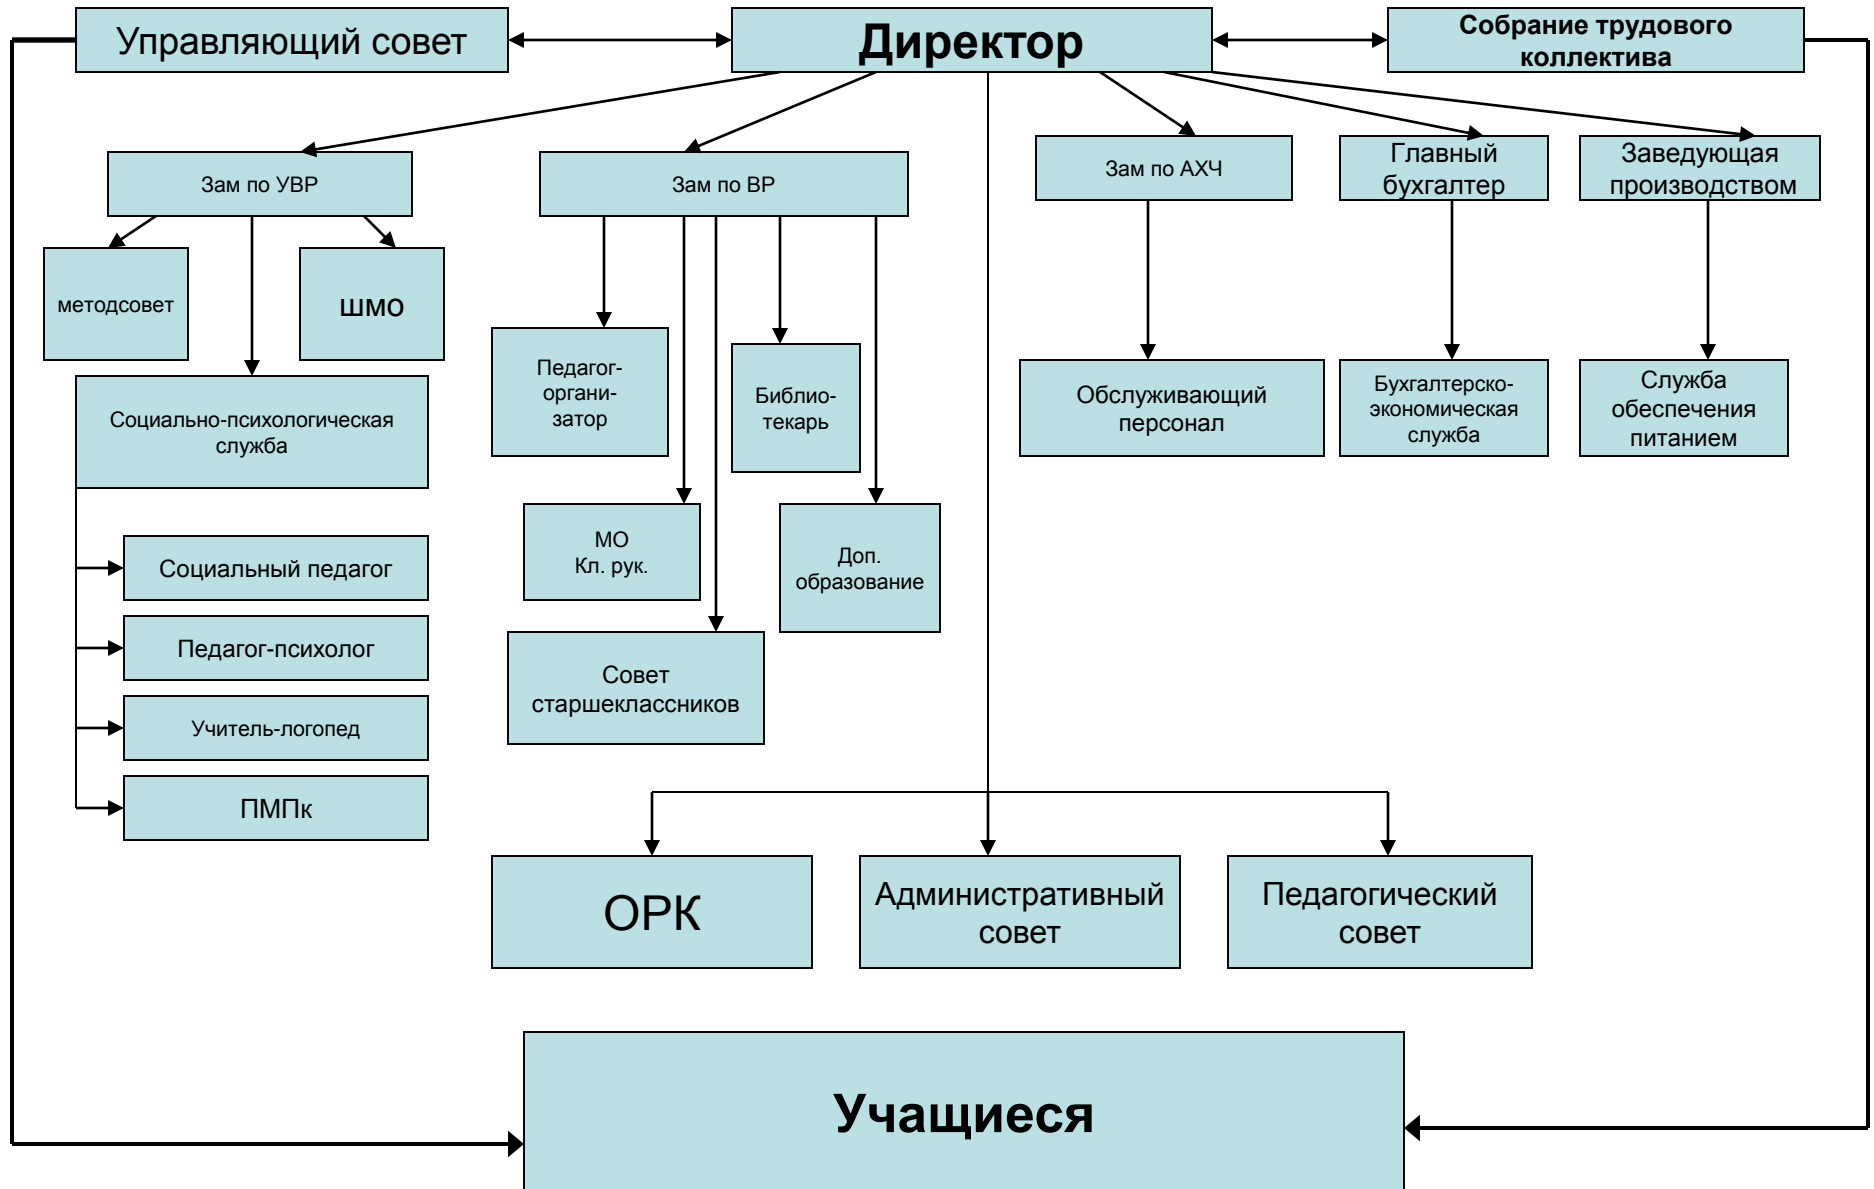 Управляющий совет
Директор
Собрание трудового
коллектива
Зам по УВР
Зам по ВР
Зам по АХЧ
Главный
бухгалтер
Заведующая
производством
методсовет
шмо
Педагог-
органи-
затор
Библио-
текарь
Обслуживающий
персонал
Бухгалтерско-
экономическая
служба
Служба
обеспечения
питанием
Социально-психологическая
служба
МО
Кл. рук.
Доп.
образование
Социальный педагог
Педагог-психолог
Учитель-логопед
ПМПк
Совет
старшеклассников
ОРК
Административный
совет
Педагогический
совет
Учащиеся